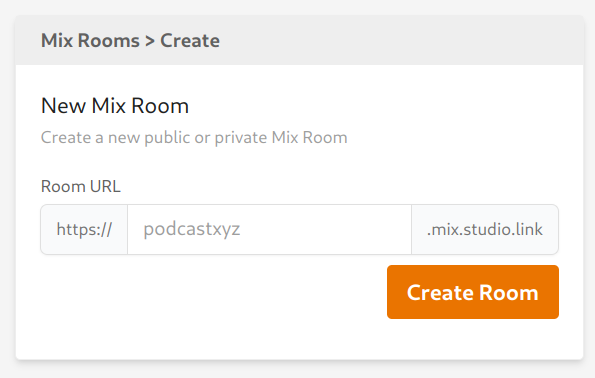 Mix Rooms > Create
New Mix Room
Create a new public or private Mix Room
Room URL
https:// podcastxyz .mix.studio.link
Create Room